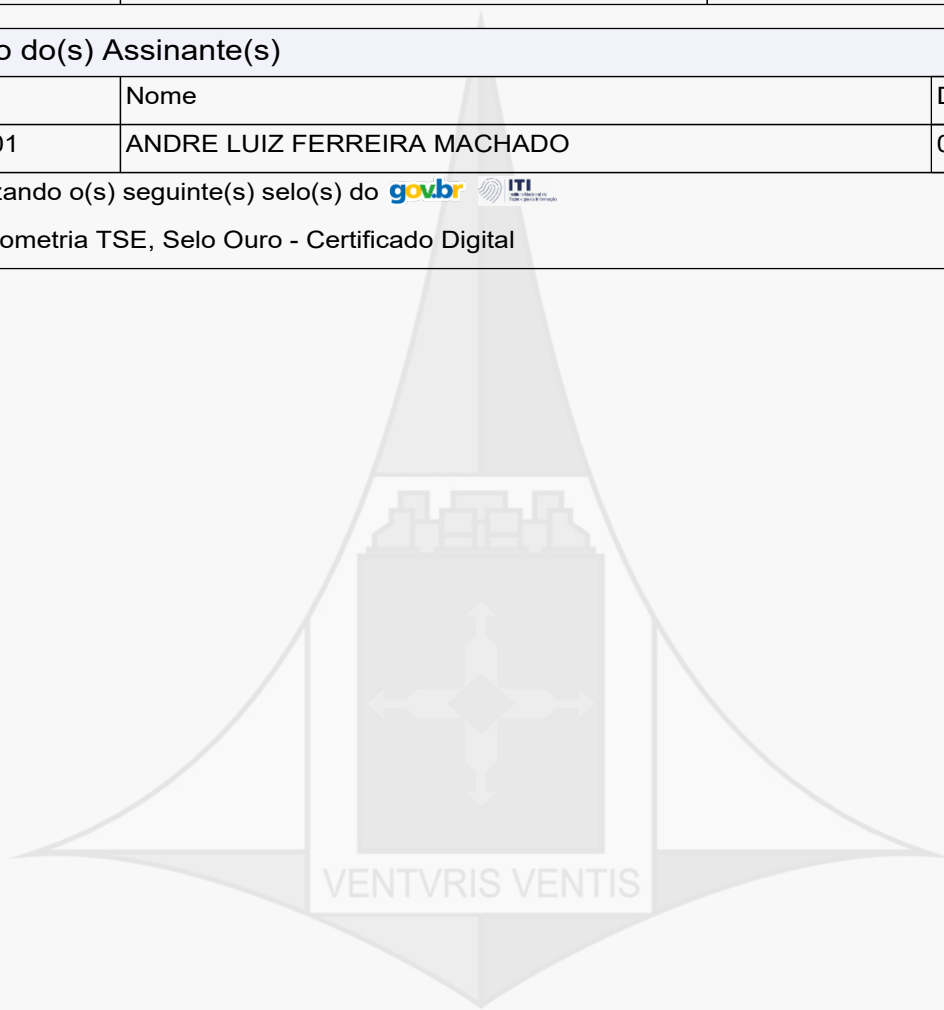 o do(s) Assinante(s)
Nome
01 ANDRE LUIZ FERREIRA MACHADO
zando o(s) seguinte(s) selo(s) do gov.br ITI
ometria TSE, Selo Ouro - Certificado Digital
VENTVRIS VENTIS